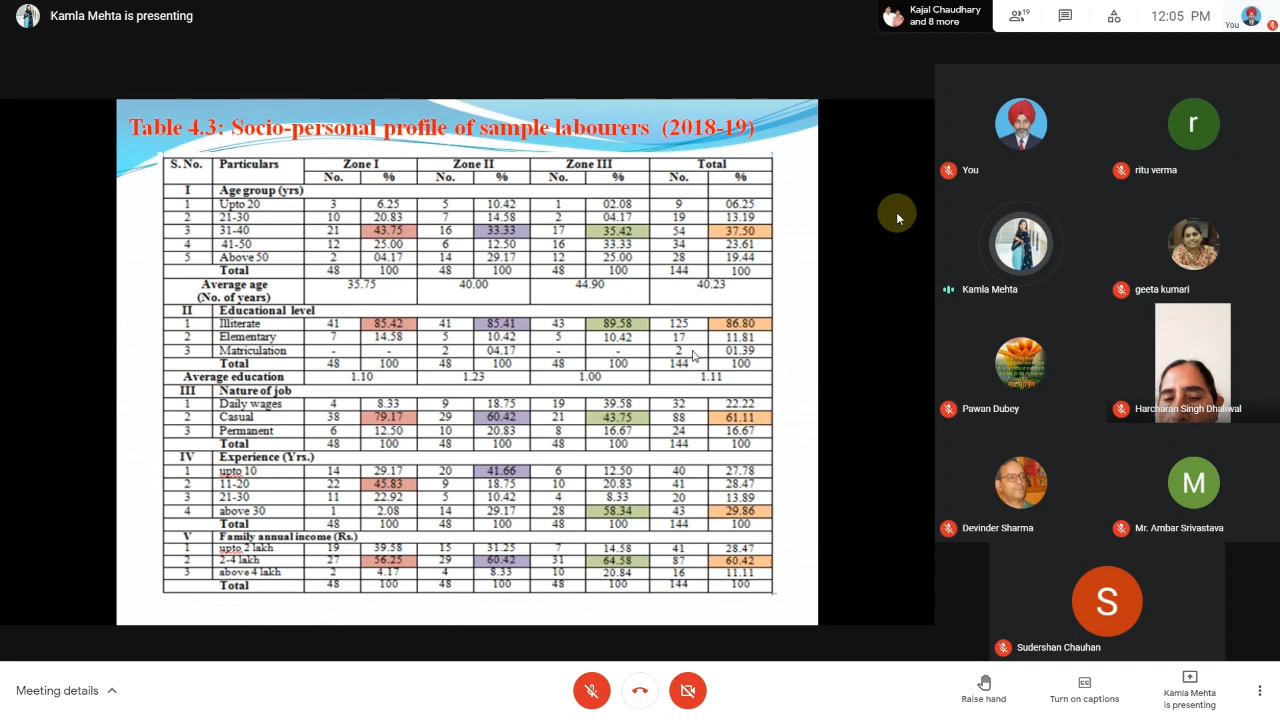 Kamla Mehta is presenting
Kajal Chaudhary
and 8 more
19
12:05 PM
You
Table 4.3: Socio-personal profile of sample labourers (2018-19)
S. No. Particulars Zone I Zone II Zone III Total
No. % No. % No. % No. %
I Age group (yrs)
1 Upto 20 3 6.25 5 10.42 1 02.08 9 06.25
2 21-30 10 20.83 7 14.58 2 04.17 19 13.19
3 31-40 21 43.75 16 33.33 17 35.42 54 37.50
4 41-50 12 25.00 6 12.50 16 33.33 34 23.61
5 Above 50 2 04.17 14 29.17 12 25.00 28 19.44
Total 48 100 48 100 48 100 144 100
Average age 35.75 40.00 44.90 40.23
(No. of years)
II Educational level
1 Illiterate 41 85.42 41 85.41 43 89.58 125 86.80
2 Elementary 7 14.58 5 10.42 5 10.42 17 11.81
3 Matriculation - - 2 04.17 - - 2 01.39
Total 48 100 48 100 48 100 144 100
Average education 1.10 1.23 1.00 1.11
III Nature of job
1 Daily wages 4 8.33 9 18.75 19 39.58 32 22.22
2 Casual 38 79.17 29 60.42 21 43.75 88 61.11
3 Permanent 6 12.50 10 20.83 8 16.67 24 16.67
Total 48 100 48 100 48 100 144 100
IV Experience (Yrs.)
1 upto 10 14 29.17 20 41.66 6 12.50 40 27.78
2 11-20 22 45.83 9 18.75 10 20.83 41 28.47
3 21-30 11 22.92 5 10.42 4 8.33 20 13.89
4 above 30 1 2.08 14 29.17 28 58.34 43 29.86
Total 48 100 48 100 48 100 144 100
V Family annual income (Rs.)
1 upto 2 lakh 19 39.58 15 31.25 7 14.58 41 28.47
2 2-4 lakh 27 56.25 29 60.42 31 64.58 87 60.42
3 above 4 lakh 2 4.17 4 8.33 10 20.84 16 11.11
Total 48 100 48 100 48 100 144 100
You
r
ritu verma
Kamla Mehta
geeta kumari
Pawan Dubey
Harcharan Singh Dhaliwal
Devinder Sharma
M
Mr. Ambar Srivastava
S
Sudershan Chauhan
Meeting details
Raise hand
Turn on captions
Kamla Mehta
is presenting